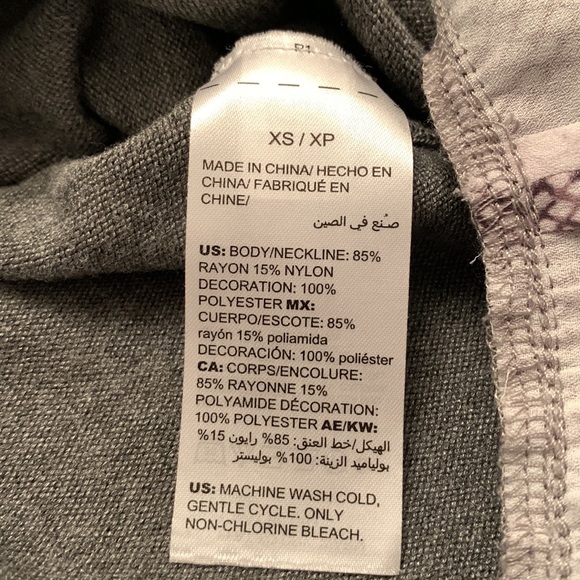 XS / XP
MADE IN CHINA/ HECHO EN
CHINA/ FABRIQUÉ EN
CHINE/
صُنع في الصين
US: BODY/NECKLINE: 85%
RAYON 15% NYLON
DECORATION: 100%
POLYESTER MX:
CUERPO/ESCOTE: 85%
rayón 15% poliamida
DECORACIÓN: 100% poliéster
CA: CORPS/ENCOLURE:
85% RAYONNE 15%
POLYAMIDE DÉCORATION:
100% POLYESTER AE/KW:
الهيكل/خط العنق: 85% رايون 15%
بولياميد الزينة: 100% بوليستر
US: MACHINE WASH COLD,
GENTLE CYCLE. ONLY
NON-CHLORINE BLEACH.